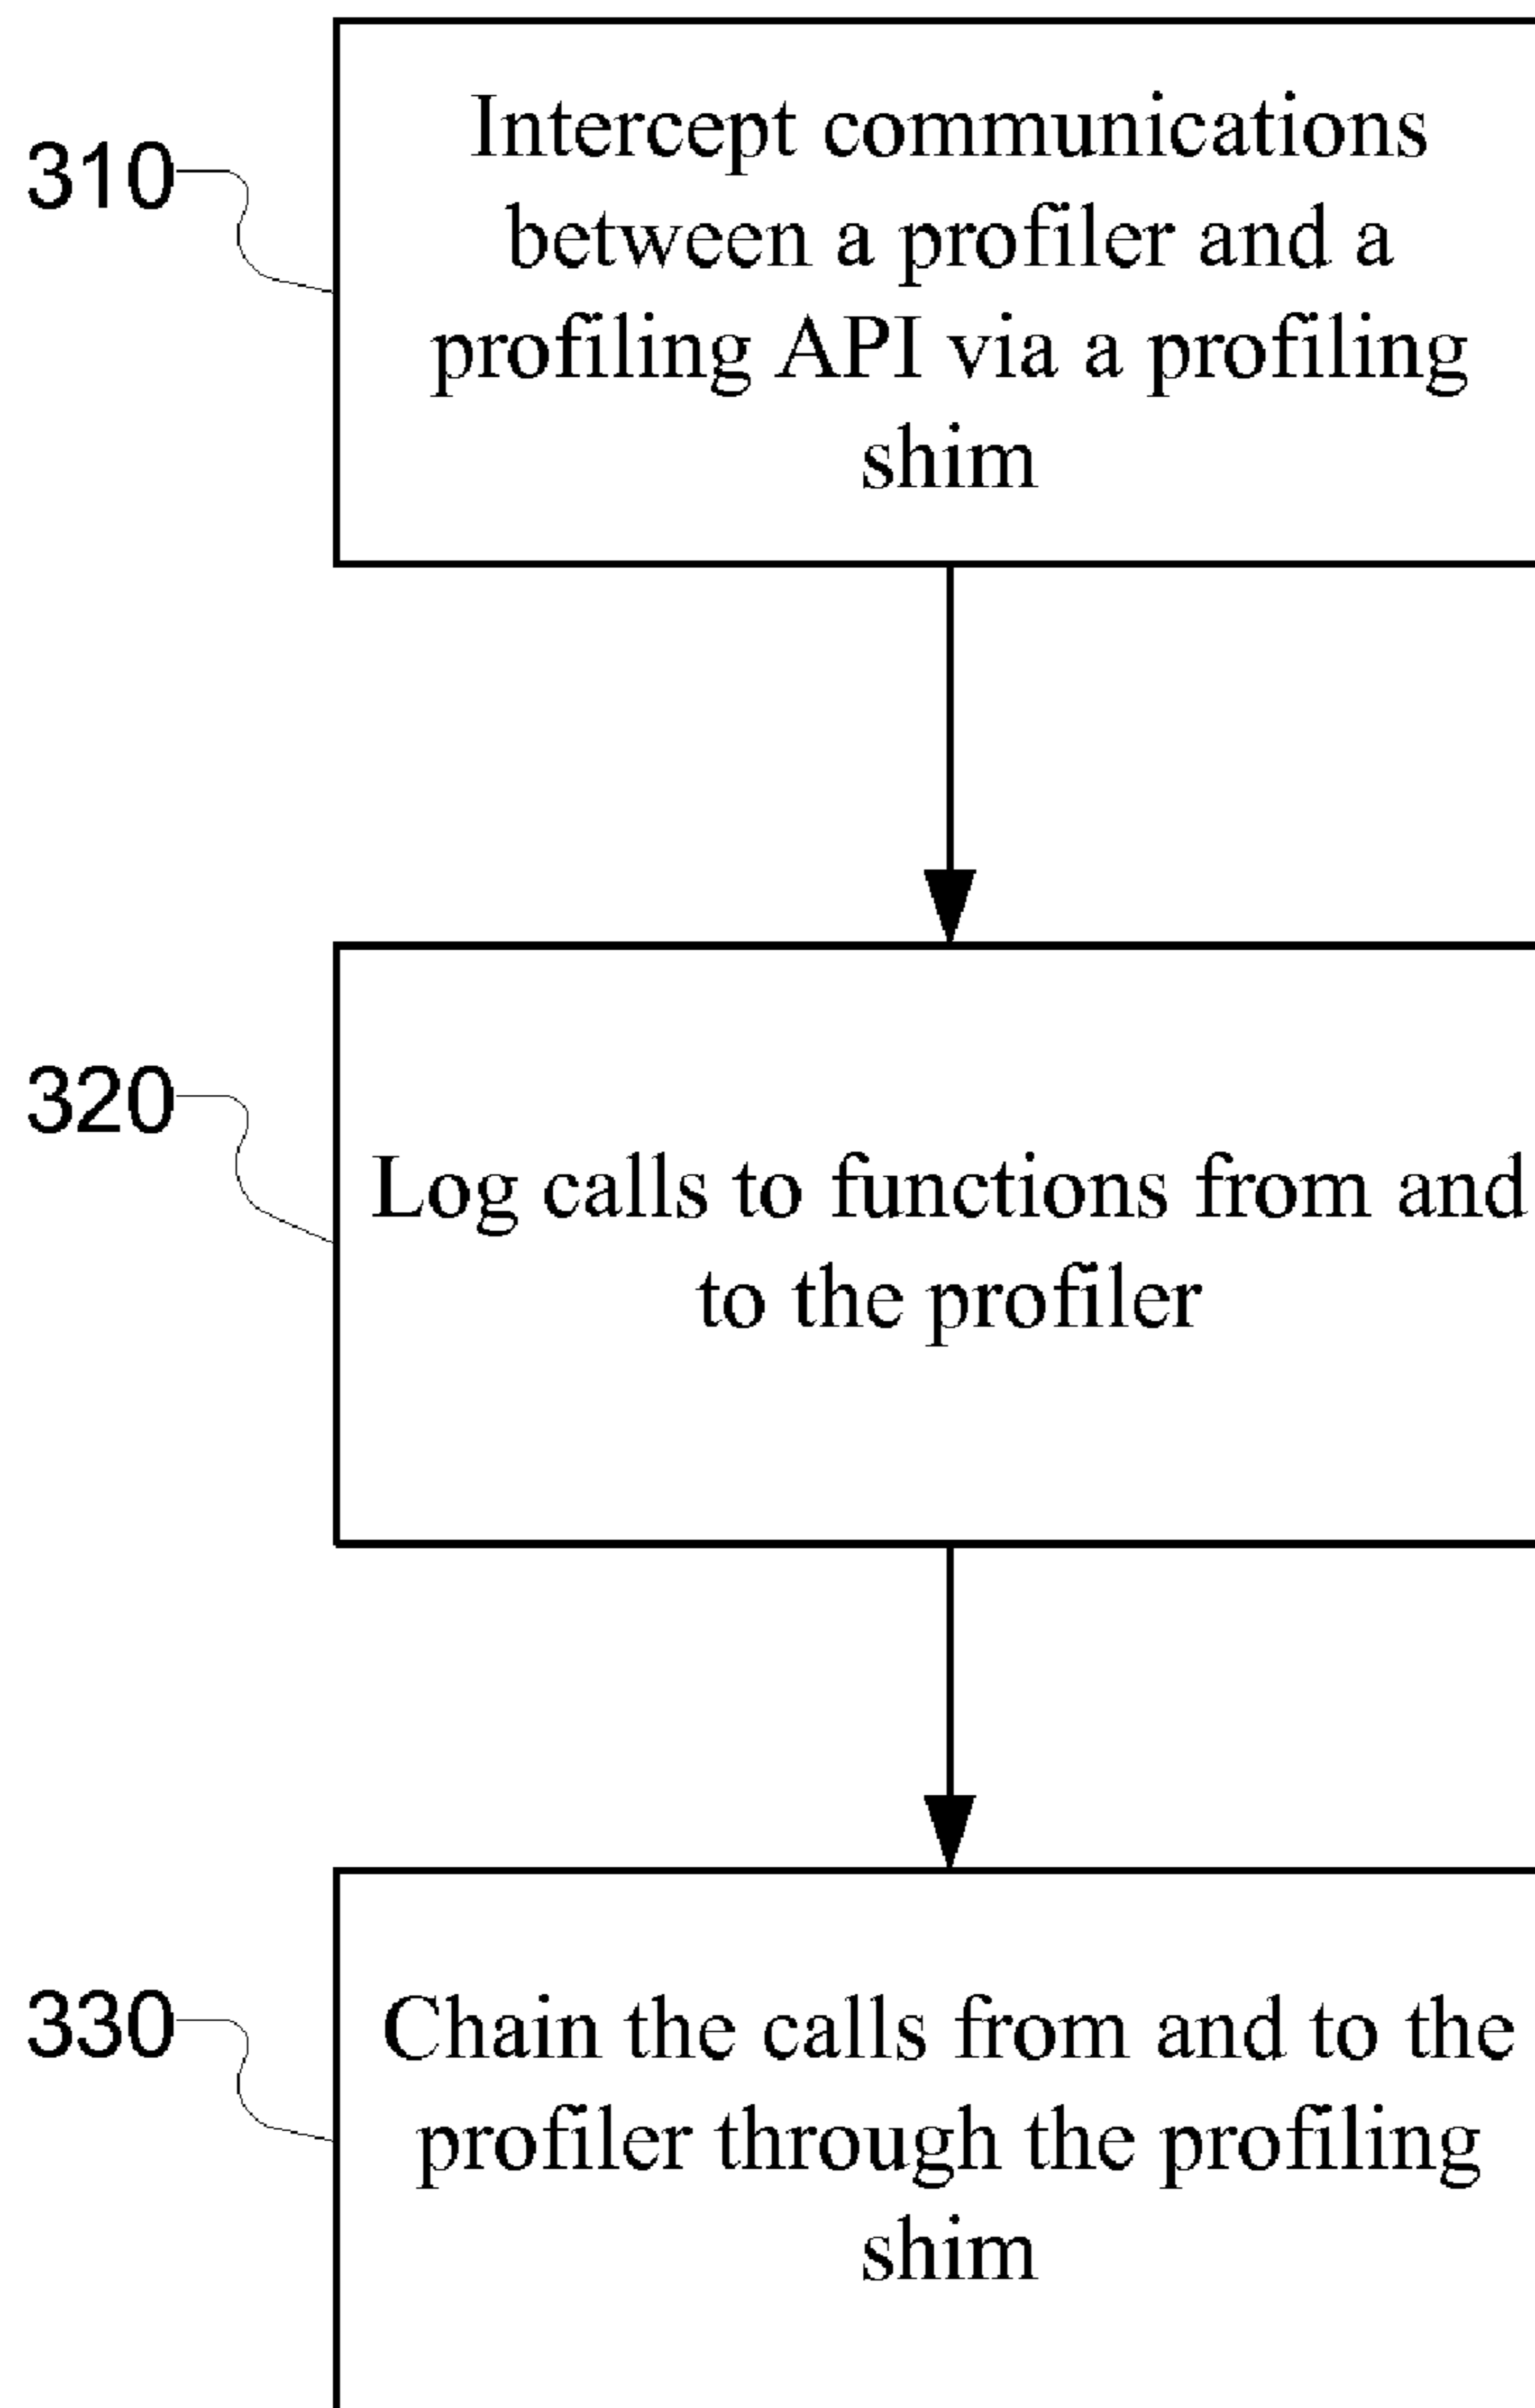 310
Intercept communications
between a profiler and a
profiling API via a profiling
shim
320
Log calls to functions from and
to the profiler
330
Chain the calls from and to the
profiler through the profiling
shim